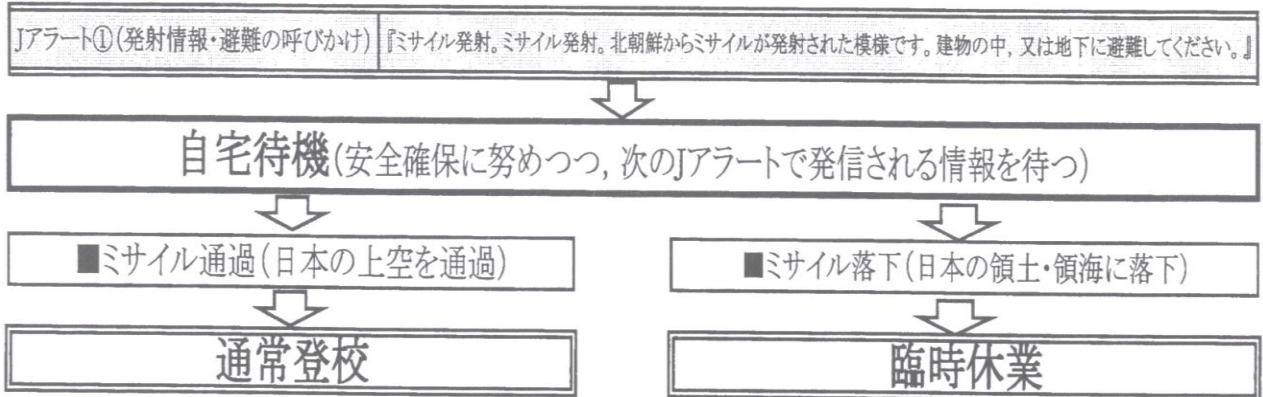 Jアラート①(発射情報・避難の呼びかけ) 『ミサイル発射。ミサイル発射。北朝鮮からミサイルが発射された模様です。建物の中, 又は地下に避難してください。』
自宅待機(安全確保に努めつつ, 次のJアラートで発信される情報を待つ)
■ミサイル通過(日本の上空を通過)
■ミサイル落下(日本の領土・領海に落下)
通常登校
臨時休業